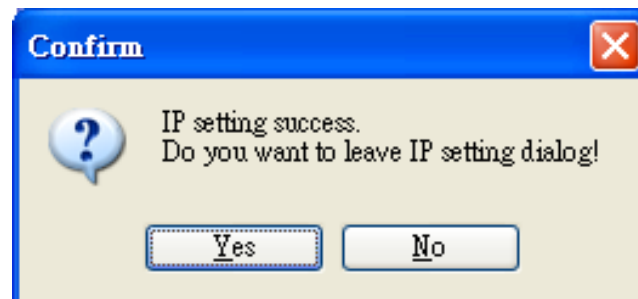 Confirm
IP setting success.
Do you want to leave IP setting dialog!
Yes
No